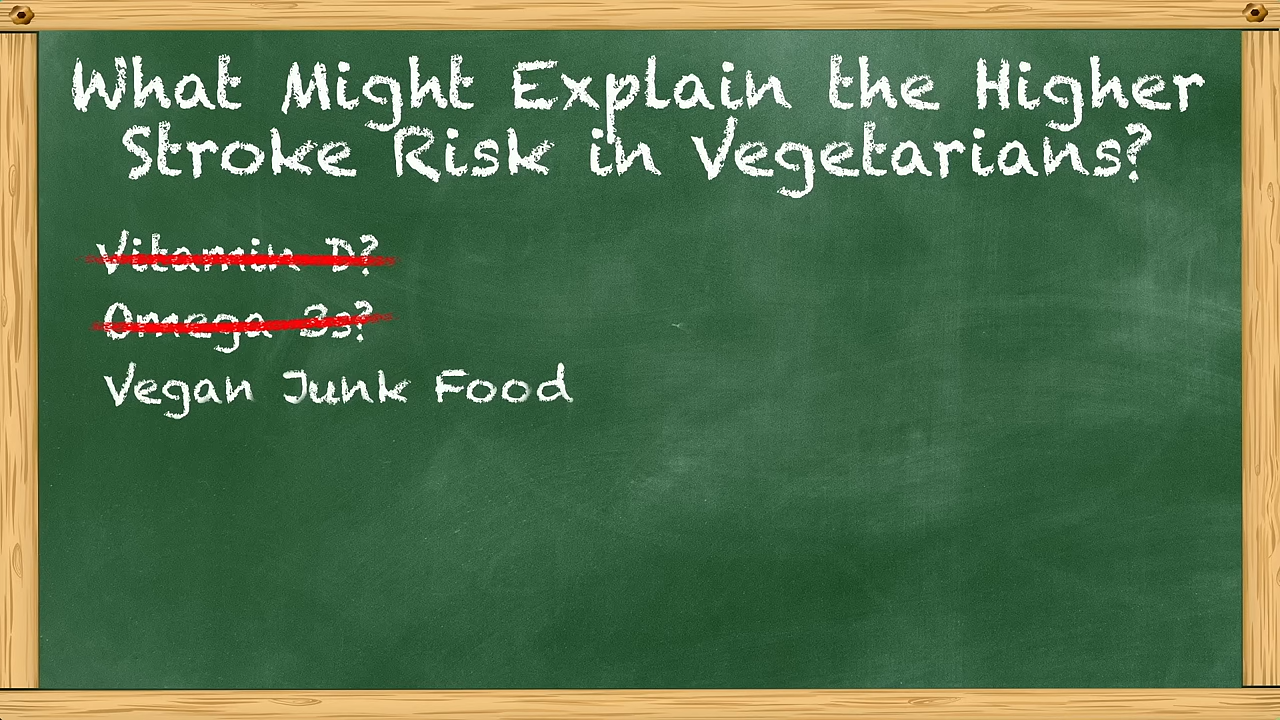 What Might Explain the Higher
Stroke Risk in Vegetarians?
Vitamin D?
Omega 3s?
Vegan Junk Food